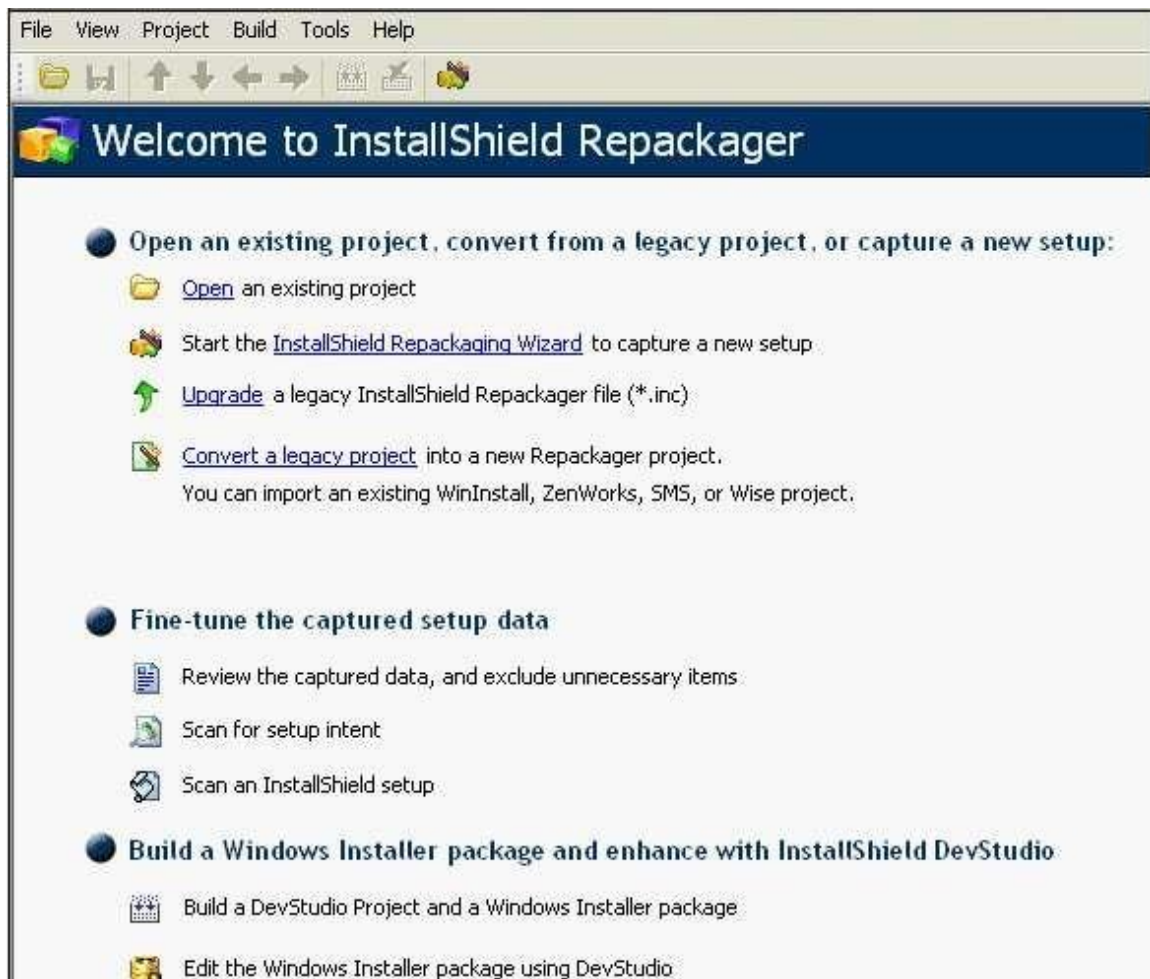 File View Project Build Tools Help
Welcome to InstallShield Repackager
Open an existing project, convert from a legacy project, or capture a new setup:
Open an existing project
Start the InstallShield Repackaging Wizard to capture a new setup
Upgrade a legacy InstallShield Repackager file (*.inc)
Convert a legacy project into a new Repackager project.
You can import an existing WinInstall, ZenWorks, SMS, or Wise project.
Fine-tune the captured setup data
Review the captured data, and exclude unnecessary items
Scan for setup intent
Scan an InstallShield setup
Build a Windows Installer package and enhance with InstallShield DevStudio
Build a DevStudio Project and a Windows Installer package
Edit the Windows Installer package using DevStudio